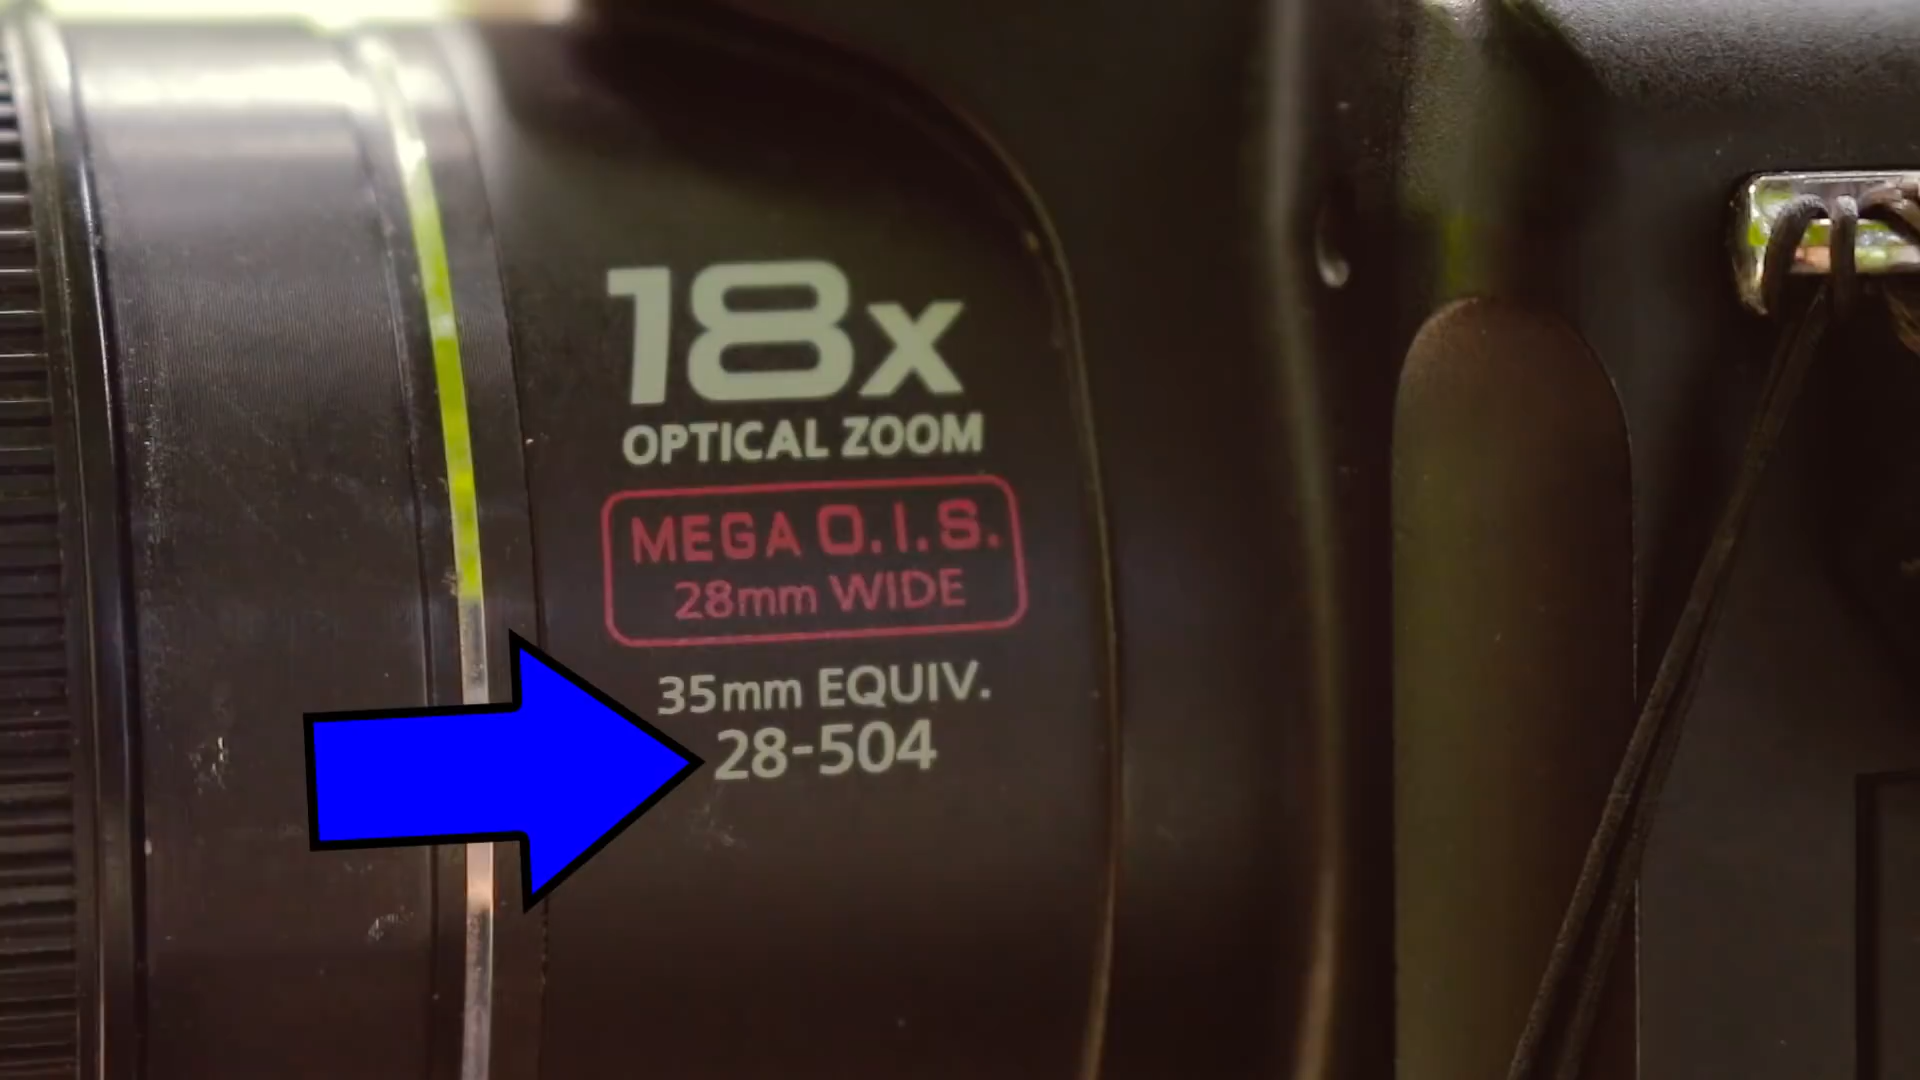 18x
OPTICAL ZOOM
MEGA O.I.S.
28mm WIDE
35mm EQUIV.
28-504